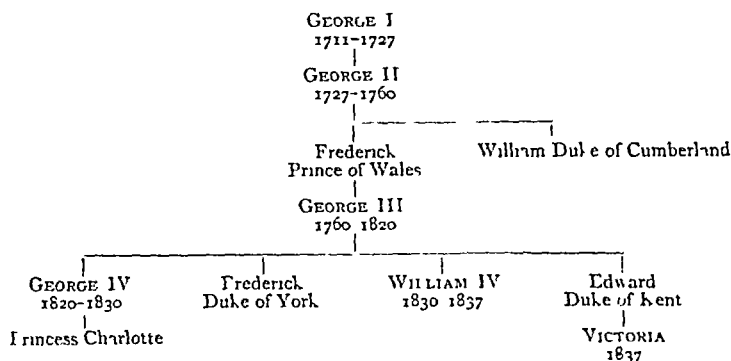 GEORGE I
1711-1727
GEORGE II
1727-1760
Frederick
Prince of Wales
William Duke of Cumberland
GEORGE III
1760 1820
GEORGE IV
1820-1830
Frederick
Duke of York
WILLIAM IV
1830 1837
Edward
Duke of Kent
Princess Charlotte
VICTORIA
1837